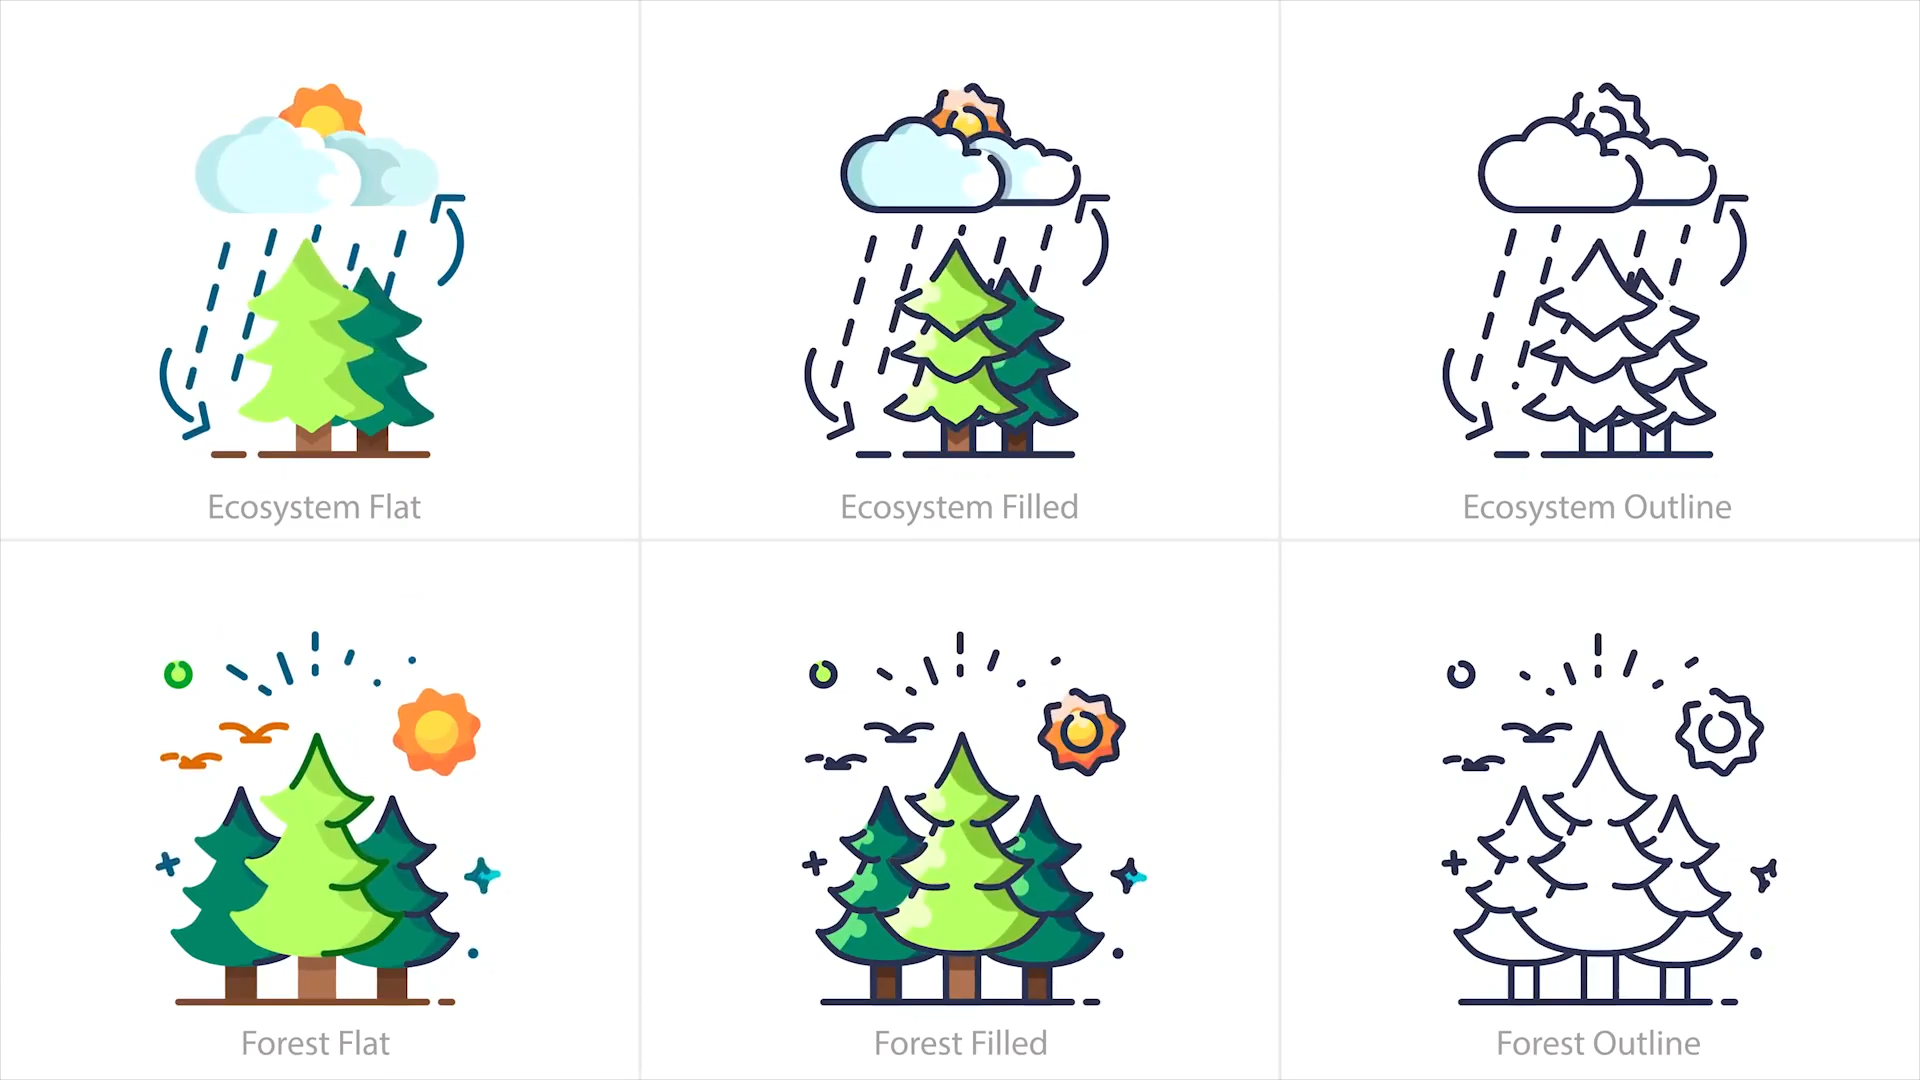 Ecosystem Flat
Ecosystem Filled
Ecosystem Outline
Forest Flat
Forest Filled
Forest Outline